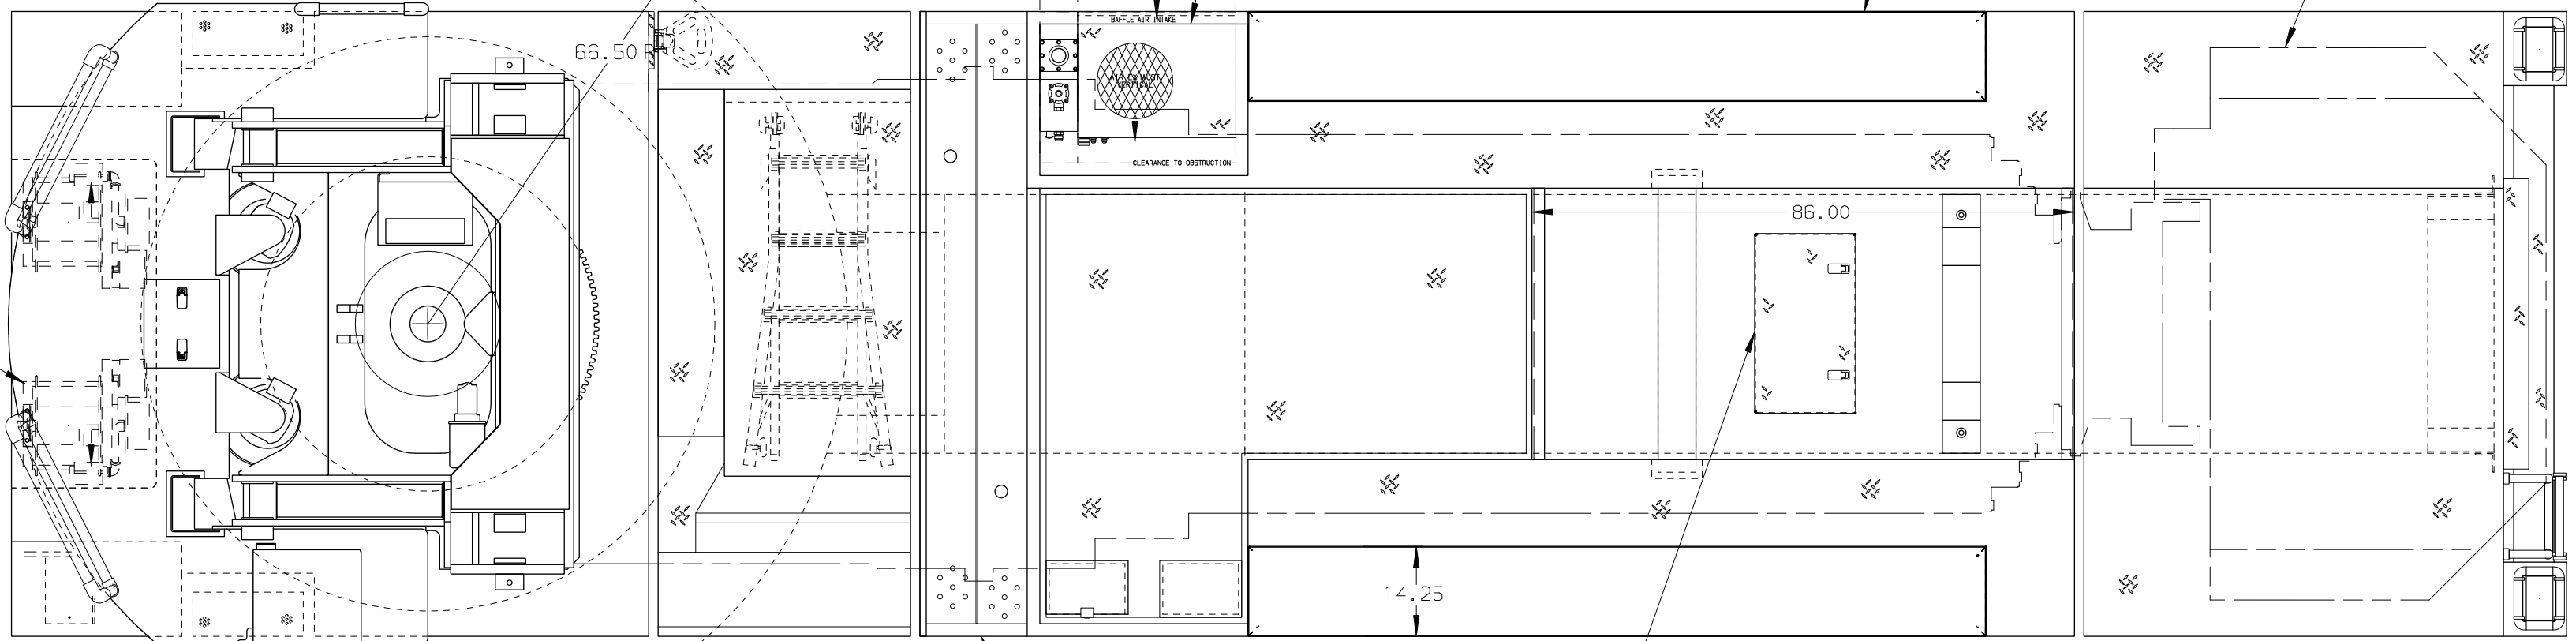 BAFFLE AIR INTAKE
66.50 R
AIR EXHAUST
VERTICAL
CLEARANCE TO OBSTRUCTION
86.00
14.25